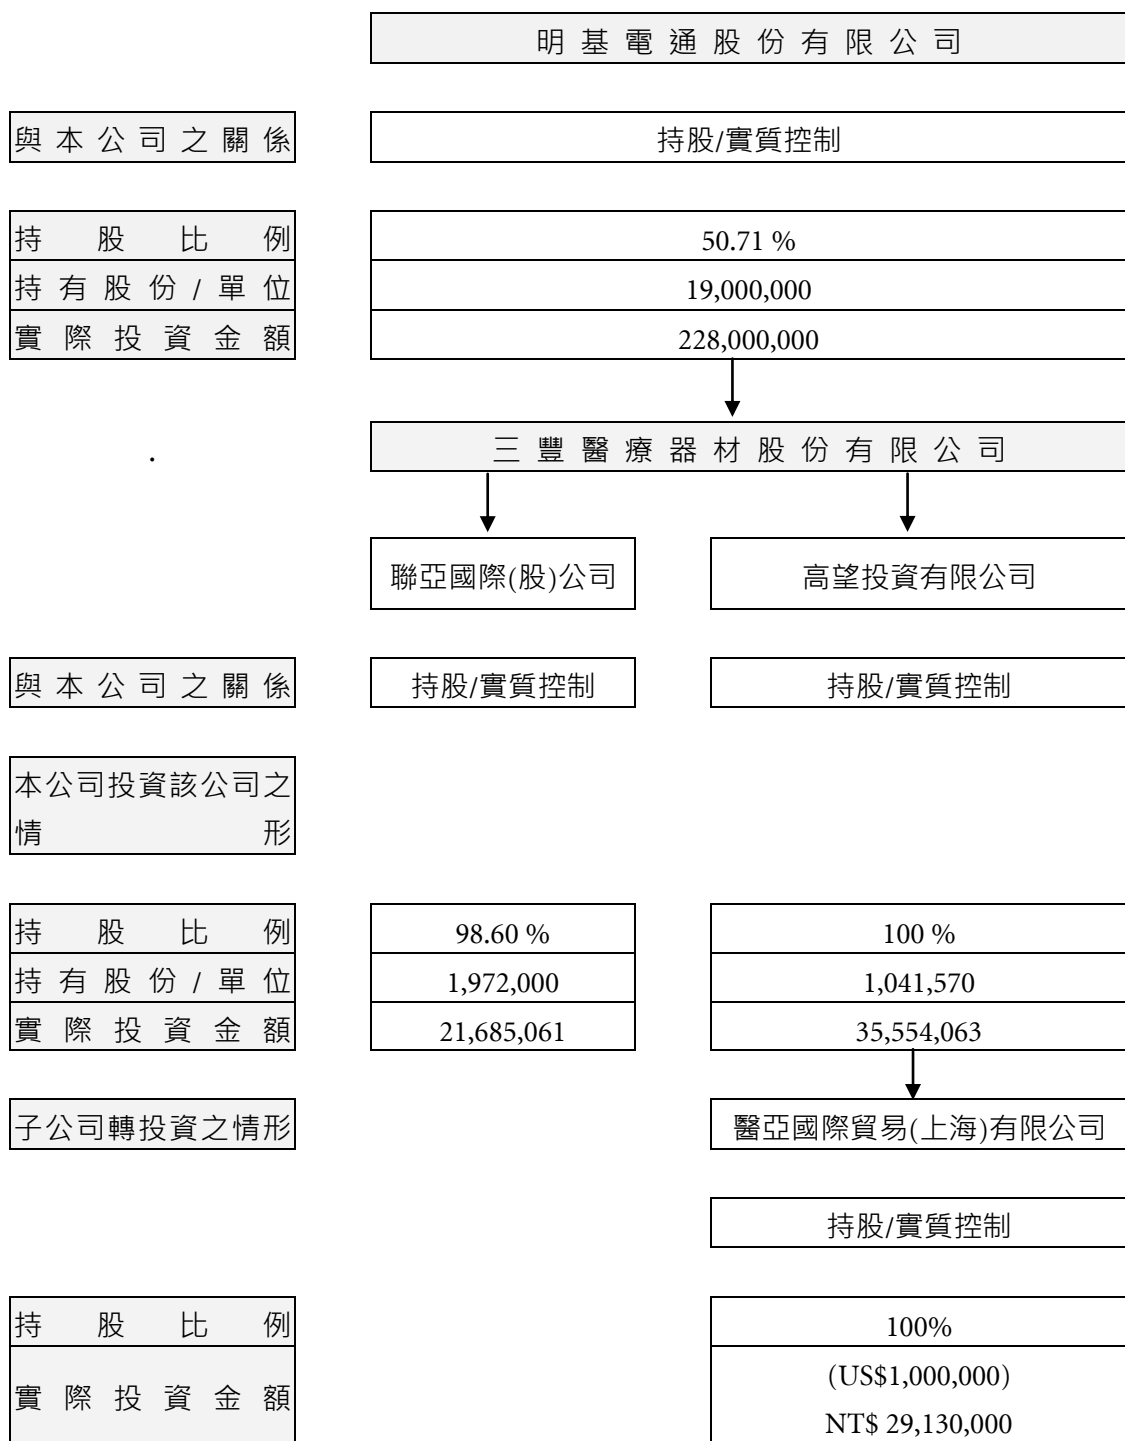 明基電通股份有限公司
與本公司之關係
持股/實質控制
持股比例
50.71 %
持有股份/單位
19,000,000
實際投資金額
228,000,000
.
三豐醫療器材股份有限公司
聯亞國際(股)公司
高望投資有限公司
與本公司之關係
持股/實質控制
持股/實質控制
本公司投資該公司之
情形
持股比例
98.60 %
100 %
持有股份/單位
1,972,000
1,041,570
實際投資金額
21,685,061
35,554,063
子公司轉投資之情形
醫亞國際貿易(上海)有限公司
持股/實質控制
持股比例
100%
實際投資金額
(US$1,000,000)
NT$ 29,130,000